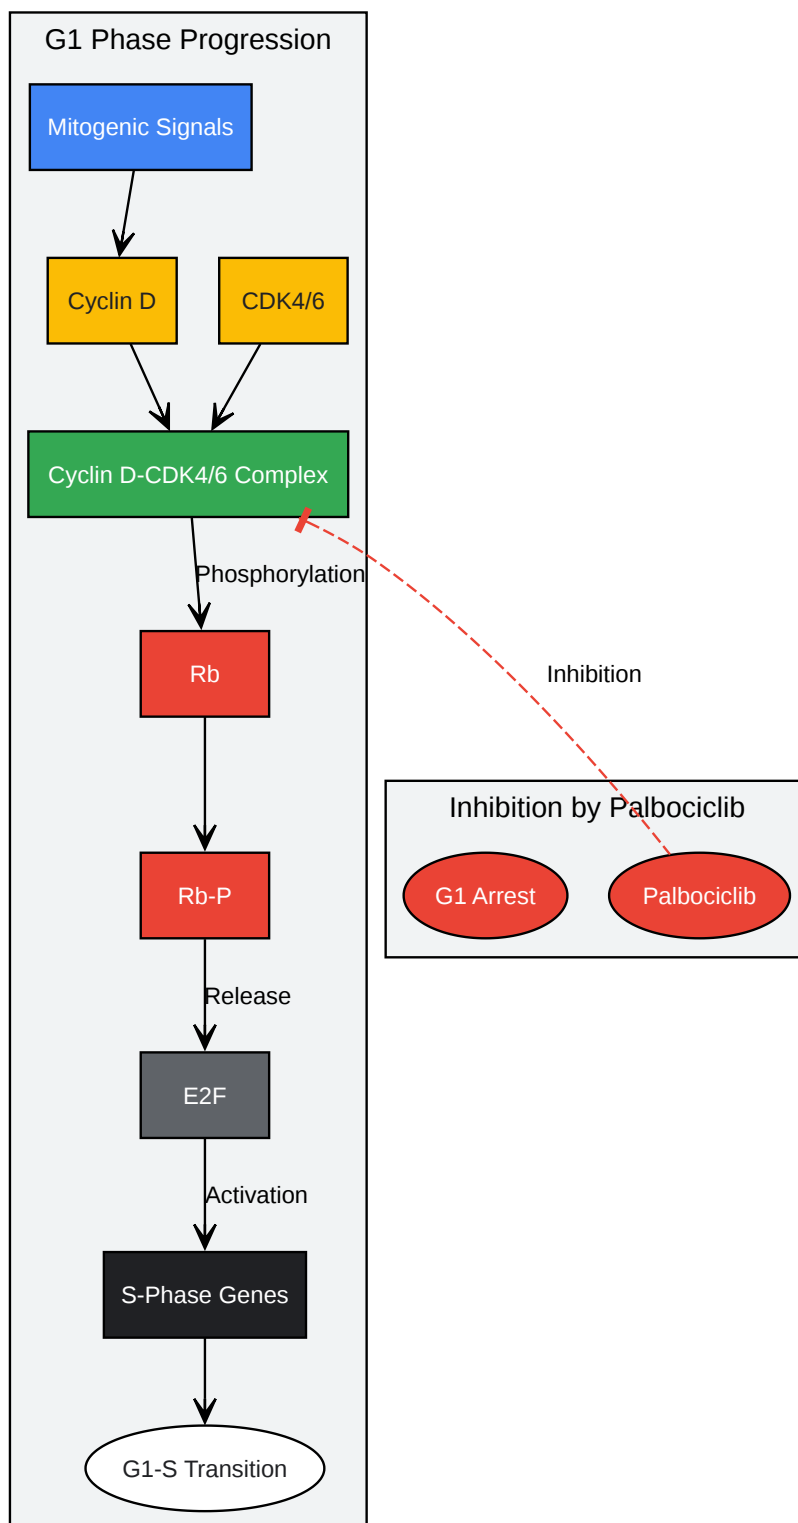 G1 Phase Progression
Mitogenic Signals
Cyclin D
CDK4/6
Cyclin D-CDK4/6 Complex
Phosphorylation
Rb
Inhibition
Inhibition by Palbociclib
Rb-P
G1 Arrest
Palbociclib
Release
E2F
Activation
S-Phase Genes
G1-S Transition